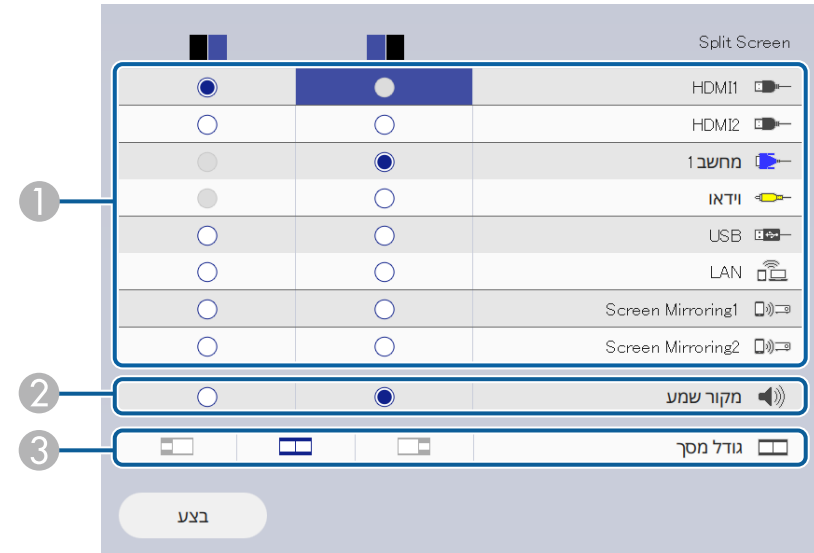 Split Screen
HDMI1
HDMI2
מחשב 1
וידאו
USB
LAN
Screen Mirroring1
Screen Mirroring2
מקור שמע
גודל מסך
בצע
1
2
3